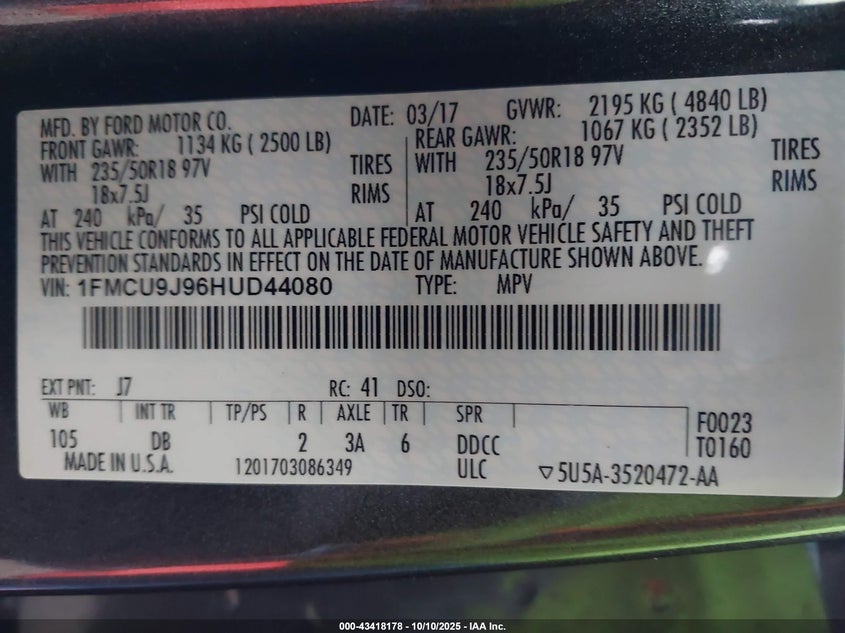 MFD. BY FORD MOTOR CO. DATE: 03/17 GVWR: 2195 KG ( 4840 LB)
FRONT GAWR: 1134 KG ( 2500 LB) REAR GAWR: 1067 KG ( 2352 LB)
WITH 235/50R18 97V TIRES WITH 235/50R18 97V TIRES
18x7.5J RIMS 18x7.5J RIMS
AT 240 kPa/ 35 PSI COLD AT 240 kPa/ 35 PSI COLD
THIS VEHICLE CONFORMS TO ALL APPLICABLE FEDERAL MOTOR VEHICLE SAFETY AND THEFT
PREVENTION STANDARDS IN EFFECT ON THE DATE OF MANUFACTURE SHOWN ABOVE.
VIN: 1FMCU9J96HUD44080 TYPE: MPV
EXT PNT: J7 RC: 41 DSO:
WB INT TR TP/PS R AXLE TR SPR F0023
105 DB 2 3A 6 DDCC T0160
MADE IN U.S.A. 1201703086349 ULC ▽5U5A-3520472-AA
000-43418178 - 10/10/2025 - IAA Inc.